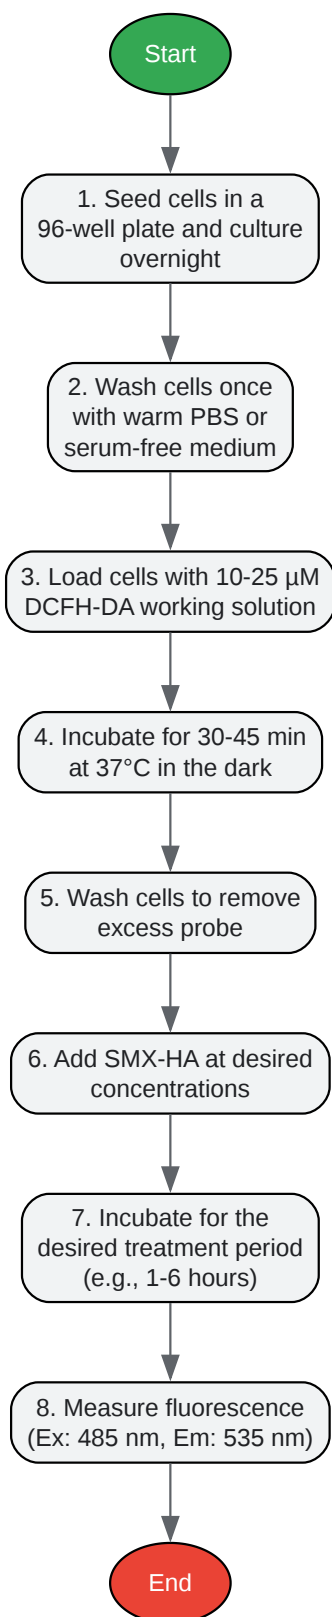 Start
1. Seed cells in a
96-well plate and culture
overnight
2. Wash cells once
with warm PBS or
serum-free medium
3. Load cells with 10-25 µM
DCFH-DA working solution
4. Incubate for 30-45 min
at 37°C in the dark
5. Wash cells to remove
excess probe
6. Add SMX-HA at desired
concentrations
7. Incubate for the
desired treatment period
(e.g., 1-6 hours)
8. Measure fluorescence
(Ex: 485 nm, Em: 535 nm)
End